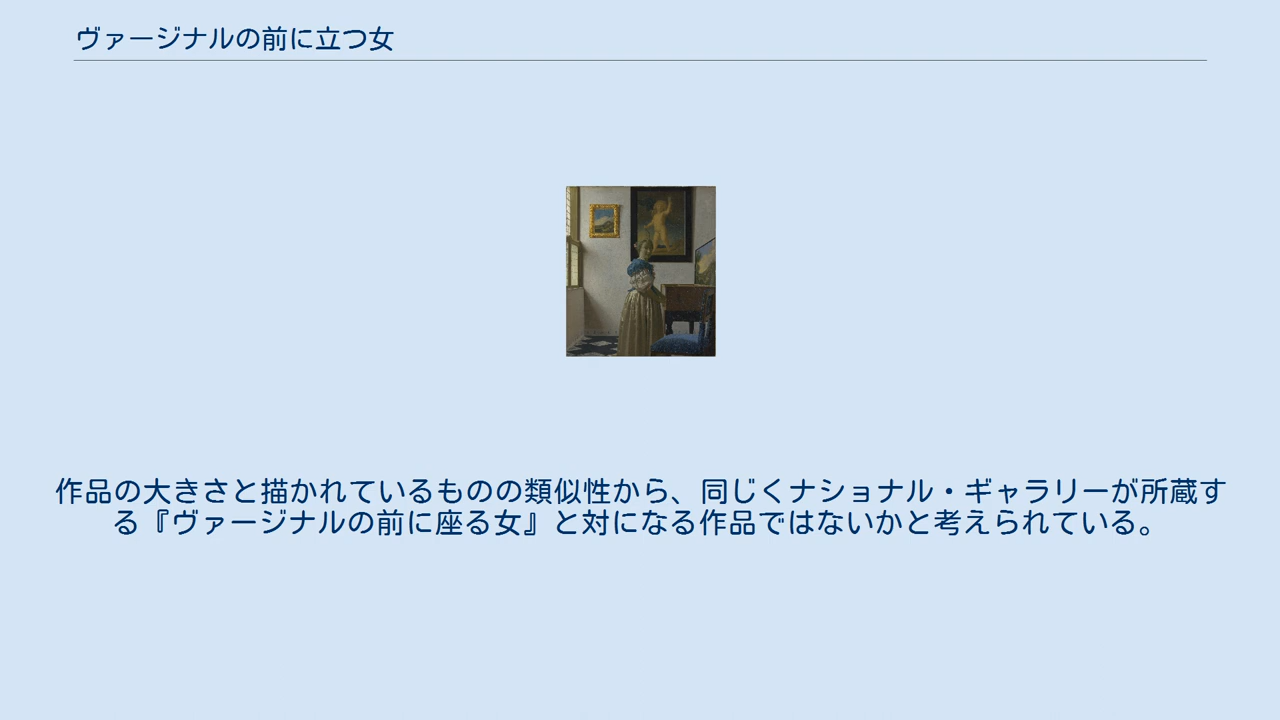 ヴァージナルの前に立つ女
作品の大きさと描かれているものの類似性から、同じくナショナル・ギャラリーが所蔵す
る『ヴァージナルの前に座る女』と対になる作品ではないかと考えられている。